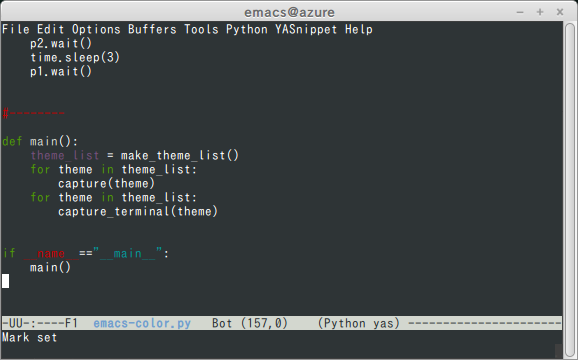 emacs@azure
File Edit Options Buffers Tools Python YASnippet Help
    p2.wait()
    time.sleep(3)
    p1.wait()
#--------
def main():
    theme_list = make_theme_list()
    for theme in theme_list:
        capture(theme)
    for theme in theme_list:
        capture_terminal(theme)
if __name__=="__main__":
    main()
-UU-:----F1  emacs-color.py   Bot (157,0)    (Python yas) ----------------------
Mark set